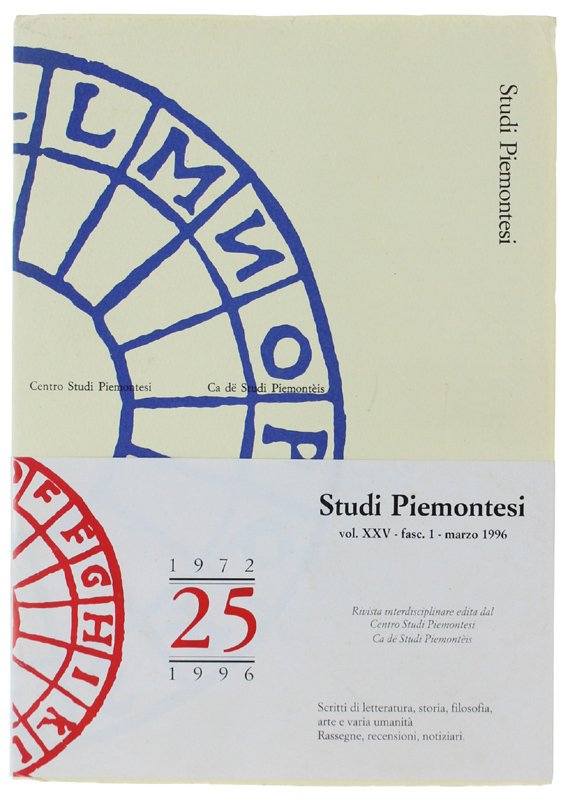 Studi Piemontesi
L
M
N
O
P
Centro Studi Piemontesi
Ca dë Studi Piemontèis
F
F
G
H
I
K
Studi Piemontesi
vol. XXV - fasc. 1 - marzo 1996
1972
25
1996
Rivista interdisciplinare edita dal
Centro Studi Piemontesi
Ca dë Studi Piemontèis
Scritti di letteratura, storia, filosofia,
arte e varia umanità
Rassegne, recensioni, notiziari.